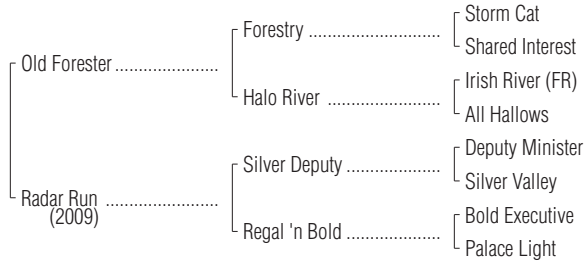 Storm Cat
Forestry ....................
Shared Interest
Old Forester ....................
Irish River (FR)
Halo River ....................
All Hallows
Deputy Minister
Silver Deputy ....................
Silver Valley
Radar Run ....................
(2009)
Bold Executive
Regal 'n Bold ....................
Palace Light